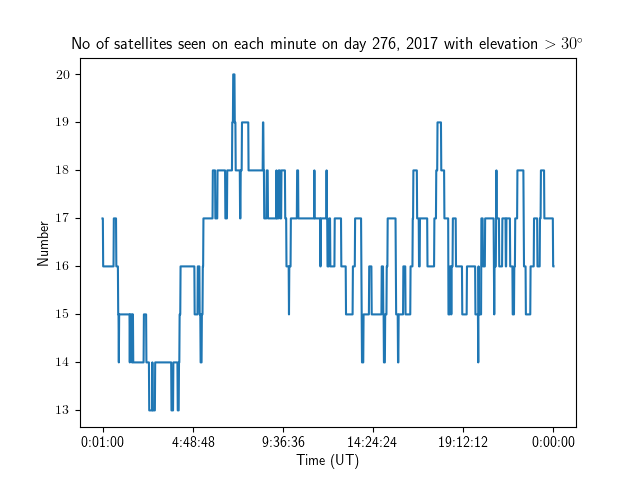 No of satellites seen on each minute on day 276, 2017 with elevation > 30°
20
19
18
17
16
15
14
13
Number
0:01:00 4:48:48 9:36:36 14:24:24 19:12:12 0:00:00
Time (UT)